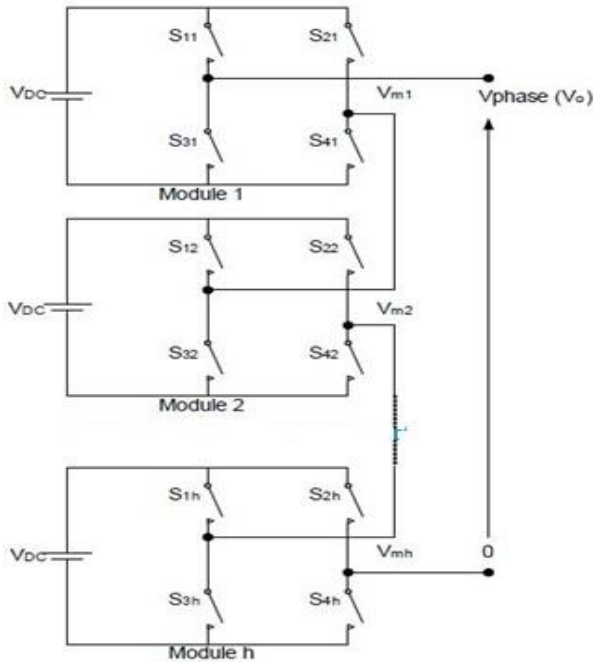 S11 S21
VDC Vm1 Vphase (Vo)
S31 S41
Module 1
S12 S22
VDC Vm2
S32 S42
Module 2
S1h S2h
VDC Vmh 0
S3h S4h
Module h